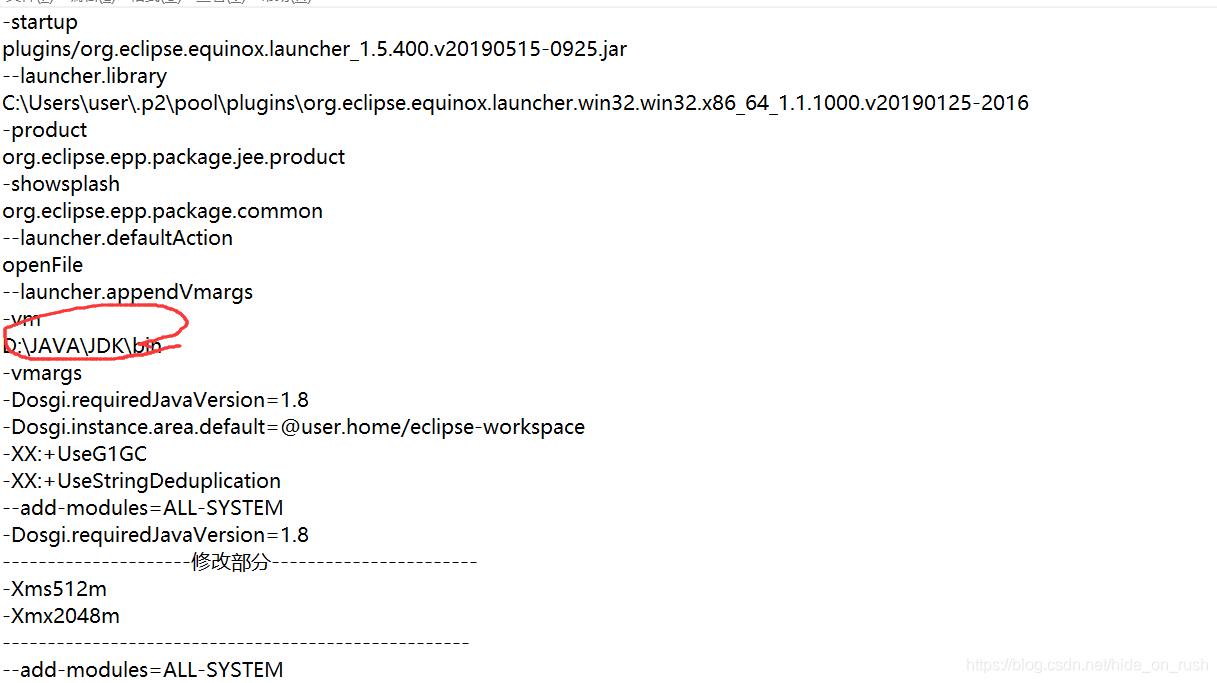 -startup
plugins/org.eclipse.equinox.launcher_1.5.400.v20190515-0925.jar
--launcher.library
C:\Users\user\.p2\pool\plugins\org.eclipse.equinox.launcher.win32.win32.x86_64_1.1.1000.v20190125-2016
-product
org.eclipse.epp.package.jee.product
-showsplash
org.eclipse.epp.package.common
--launcher.defaultAction
openFile
--launcher.appendVmargs
-vm
D:\JAVA\JDK\bin
-vmargs
-Dosgi.requiredJavaVersion=1.8
-Dosgi.instance.area.default=@user.home/eclipse-workspace
-XX:+UseG1GC
-XX:+UseStringDeduplication
--add-modules=ALL-SYSTEM
-Dosgi.requiredJavaVersion=1.8
---------------------修改部分-----------------------
-Xms512m
-Xmx2048m
----------------------------------------------------
--add-modules=ALL-SYSTEM
https://blog.csdn.net/hide_on_rush